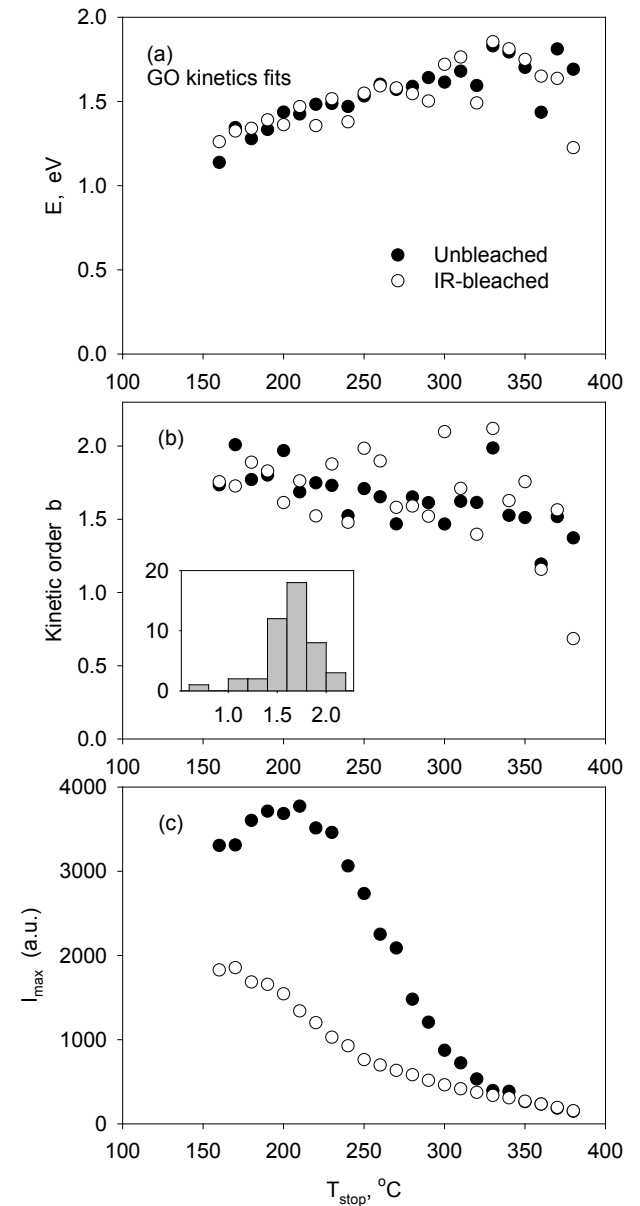 2.0
(a)
GO kinetics fits
1.5
E, eV
1.0
Unbleached
IR-bleached
0.5
0.0
100 150 200 250 300 350 400
(b)
2.0
1.5
Kinetic order b
20
10
0
1.0 1.5 2.0
1.0
0.5
0.0
100 150 200 250 300 350 400
4000
(c)
3000
Imax (a.u.)
2000
1000
0
100 150 200 250 300 350 400
Tstop, °C